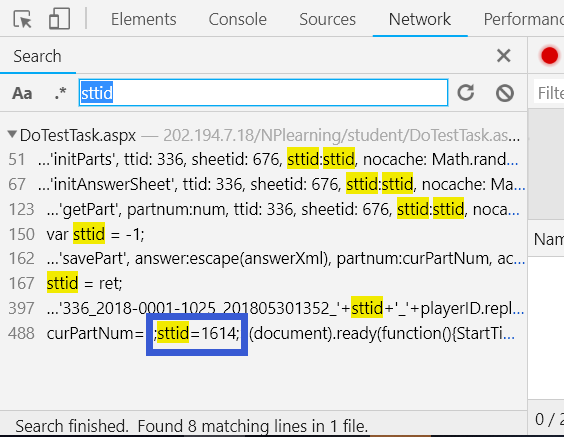 Elements Console Sources Network Performance
Search
Aa .* sttid
Filte
DoTestTask.aspx — 202.194.7.18/NPlearning/student/DoTestTask.as...
51 ...'initParts', ttid: 336, sheetid: 676, sttid:sttid, nocache: Math.rand...
67 ...'initAnswerSheet', ttid: 336, sheetid: 676, sttid:sttid, nocache: Ma...
123 ...'getPart', partnum:num, ttid: 336, sheetid: 676, sttid:sttid, noca...
150 var sttid = -1;
Nam
162 ...'savePart', answer:escape(answerXml), partnum:curPartNum, ac...
167 sttid = ret;
397 ...'336_2018-0001-1025_201805301352_'+sttid+'_'+playerID.repl...
488 curPartNum= ;sttid=1614; (document).ready(function(){StartTi...
Search finished. Found 8 matching lines in 1 file.
0 / 2